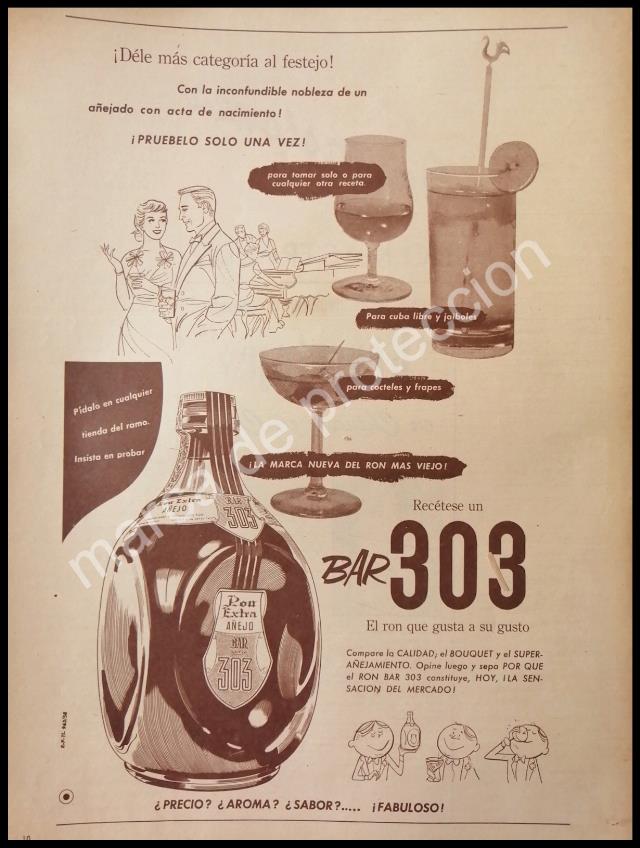 ¡Déle más categoría al festejo!
Con la inconfundible nobleza de un
añejado con acta de nacimiento!
¡PRUEBELO SOLO UNA VEZ!
para tomar solo o para
cualquier otra receta.
Para cuba libre y jaiboles
para cocteles y frapes
¡LA MARCA NUEVA DEL RON MAS VIEJO!
Pídalo en cualquier
tienda del ramo.
Insista en probar
Ron Extra
AÑEJO
BAR
303
Ron
Extra
AÑEJO
BAR
303
Recétese un
BAR 303
El ron que gusta a su gusto
Compare la CALIDAD; el BOUQUET y el SUPER-
AÑEJAMIENTO. Opine luego y sepa POR QUE
el RON BAR 303 constituye, HOY, ¡LA SEN-
SACION DEL MERCADO!
¿PRECIO? ¿AROMA? ¿SABOR?..... ¡FABULOSO!
10
marca de proteccion